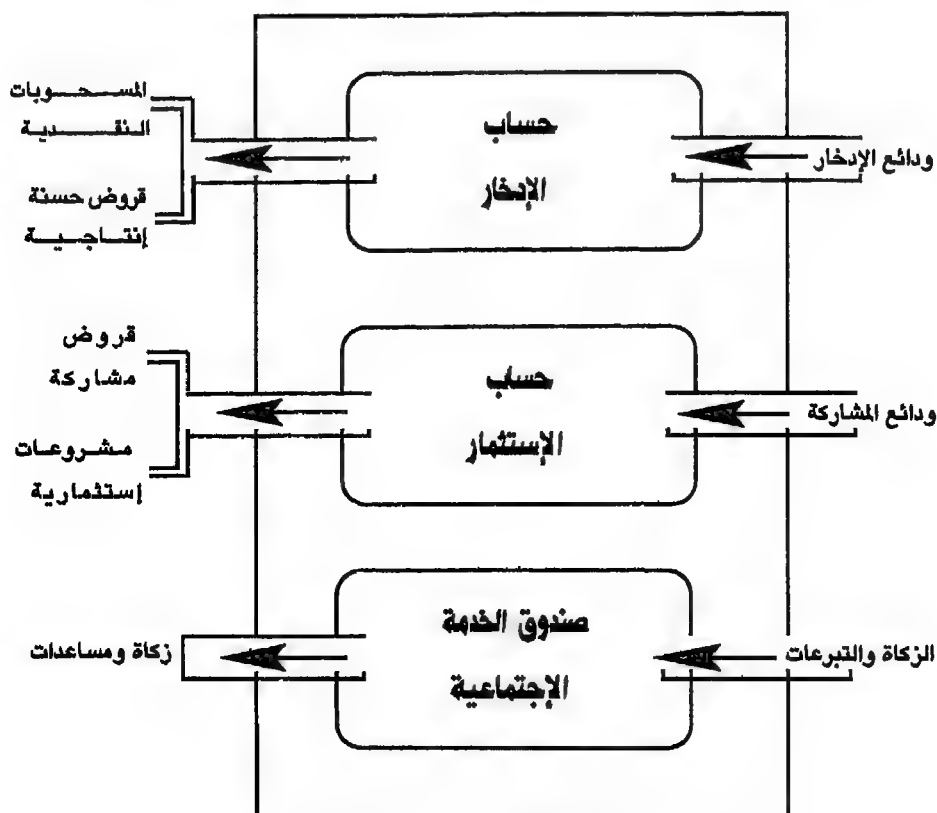 ودائع الإدخار
حساب
الإدخار
المسحوبات
النقدية
قروض حسنة
إنتاجية
ودائع المشاركة
حساب
الإستثمار
قروض
مشاركة
مشروعات
إستثمارية
الزكاة والتبرعات
صندوق الخدمة
الإجتماعية
زكاة ومساعدات